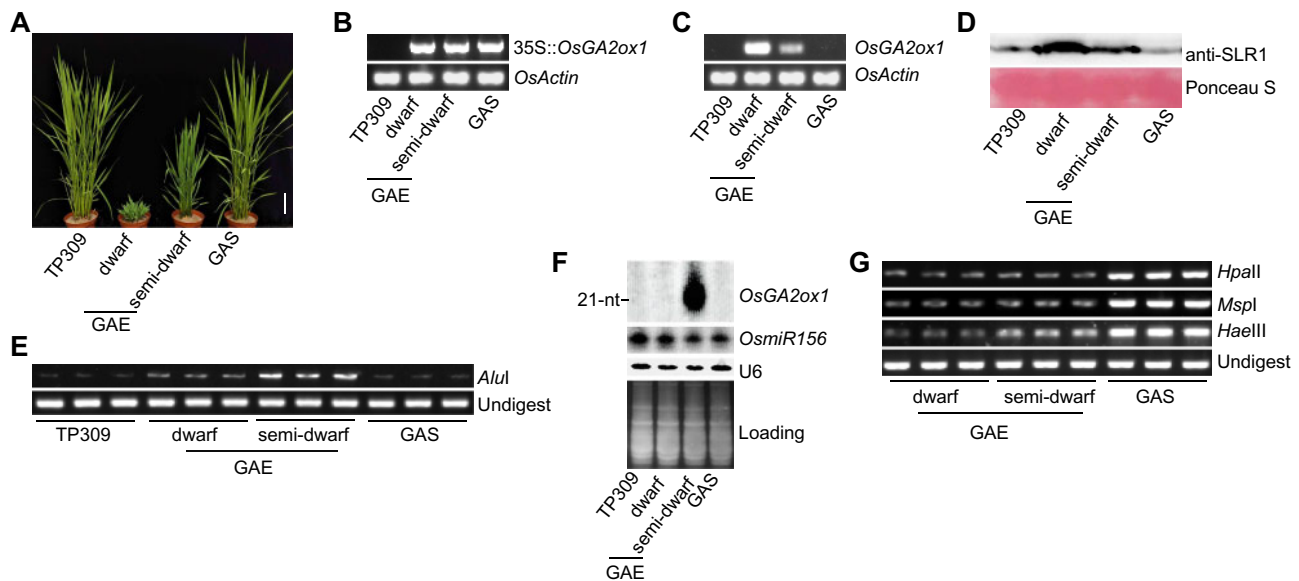 A
TP309
dwarf
semi-dwarf
GAS
GAE
B
35S::OsGA2ox1
OsActin
TP309
dwarf
semi-dwarf
GAS
GAE
C
OsGA2ox1
OsActin
TP309
dwarf
semi-dwarf
GAS
GAE
D
anti-SLR1
Ponceau S
TP309
dwarf
semi-dwarf
GAS
GAE
E
AluI
Undigest
TP309
dwarf
semi-dwarf
GAS
GAE
F
21-nt
OsGA2ox1
OsmiR156
U6
Loading
TP309
dwarf
semi-dwarf
GAS
GAE
G
HpaII
MspI
HaeIII
Undigest
dwarf
semi-dwarf
GAS
GAE